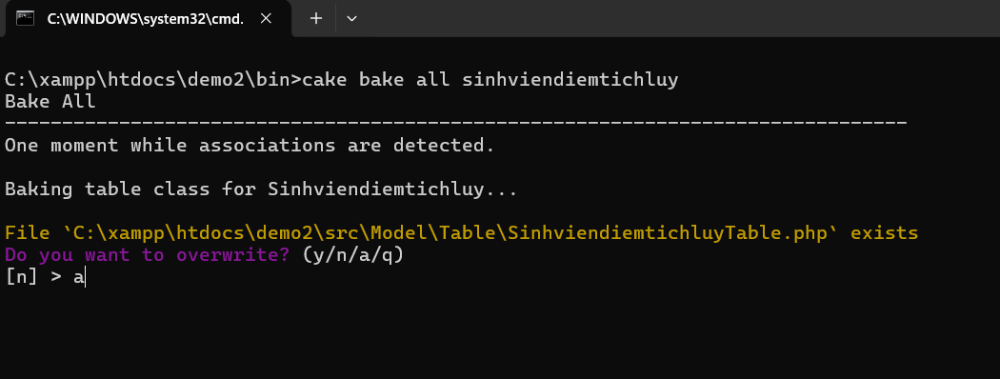 C:\WINDOWS\system32\cmd.
C:\xampp\htdocs\demo2\bin>cake bake all sinhviendiemtichluy
Bake All
-------------------------------------------------------------------------------
One moment while associations are detected.
Baking table class for Sinhviendiemtichluy...
File `C:\xampp\htdocs\demo2\src\Model\Table\SinhviendiemtichluyTable.php` exists
Do you want to overwrite? (y/n/a/q)
[n] > a